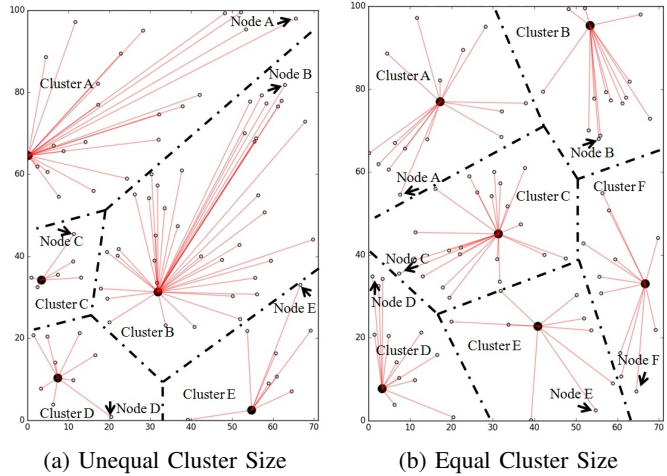 100
80
60
40
20
0
0 10 20 30 40 50 60 70
Node A
Node B
Cluster A
Node C
Cluster C
Cluster B
Node E
Cluster D
Node D
Cluster E
(a) Unequal Cluster Size
100
80
60
40
20
0
0 10 20 30 40 50 60 70
Cluster B
Cluster A
Node B
Node A
Cluster C
Cluster F
Node C
Node D
Cluster D
Cluster E
Node F
Node E
(b) Equal Cluster Size